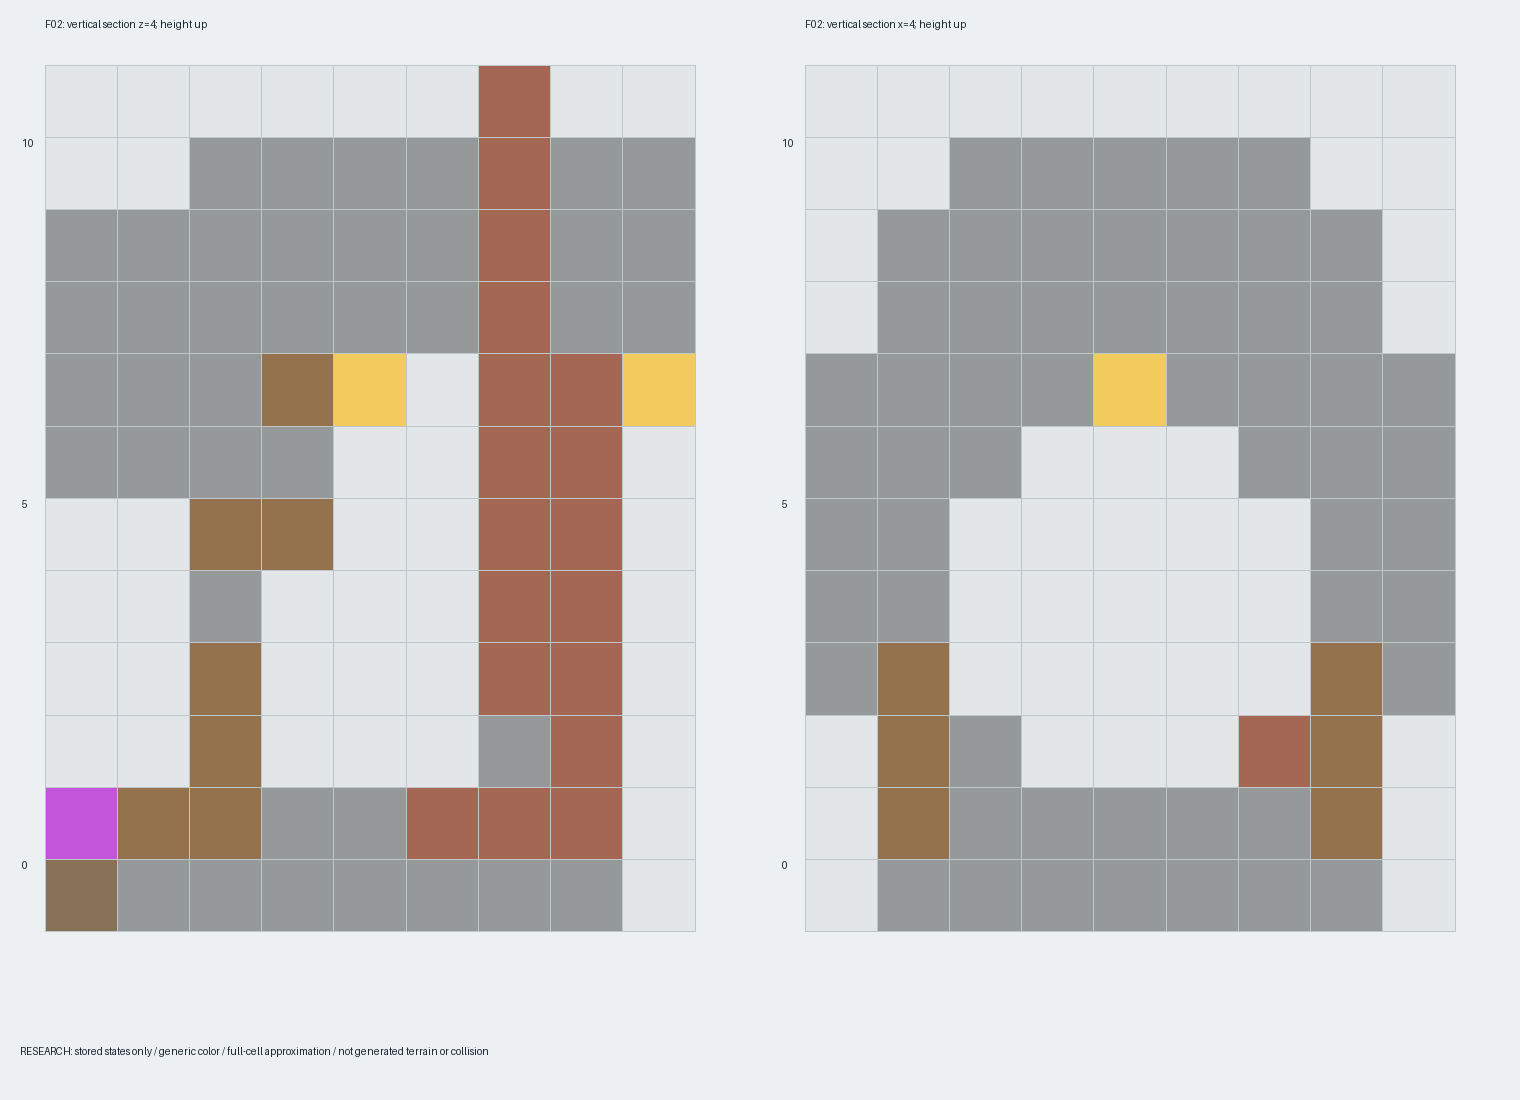 F02: vertical section z=4; height up
F02: vertical section x=4; height up
10
10
5
5
0
0
RESEARCH: stored states only / generic color / full-cell approximation / not generated terrain or collision